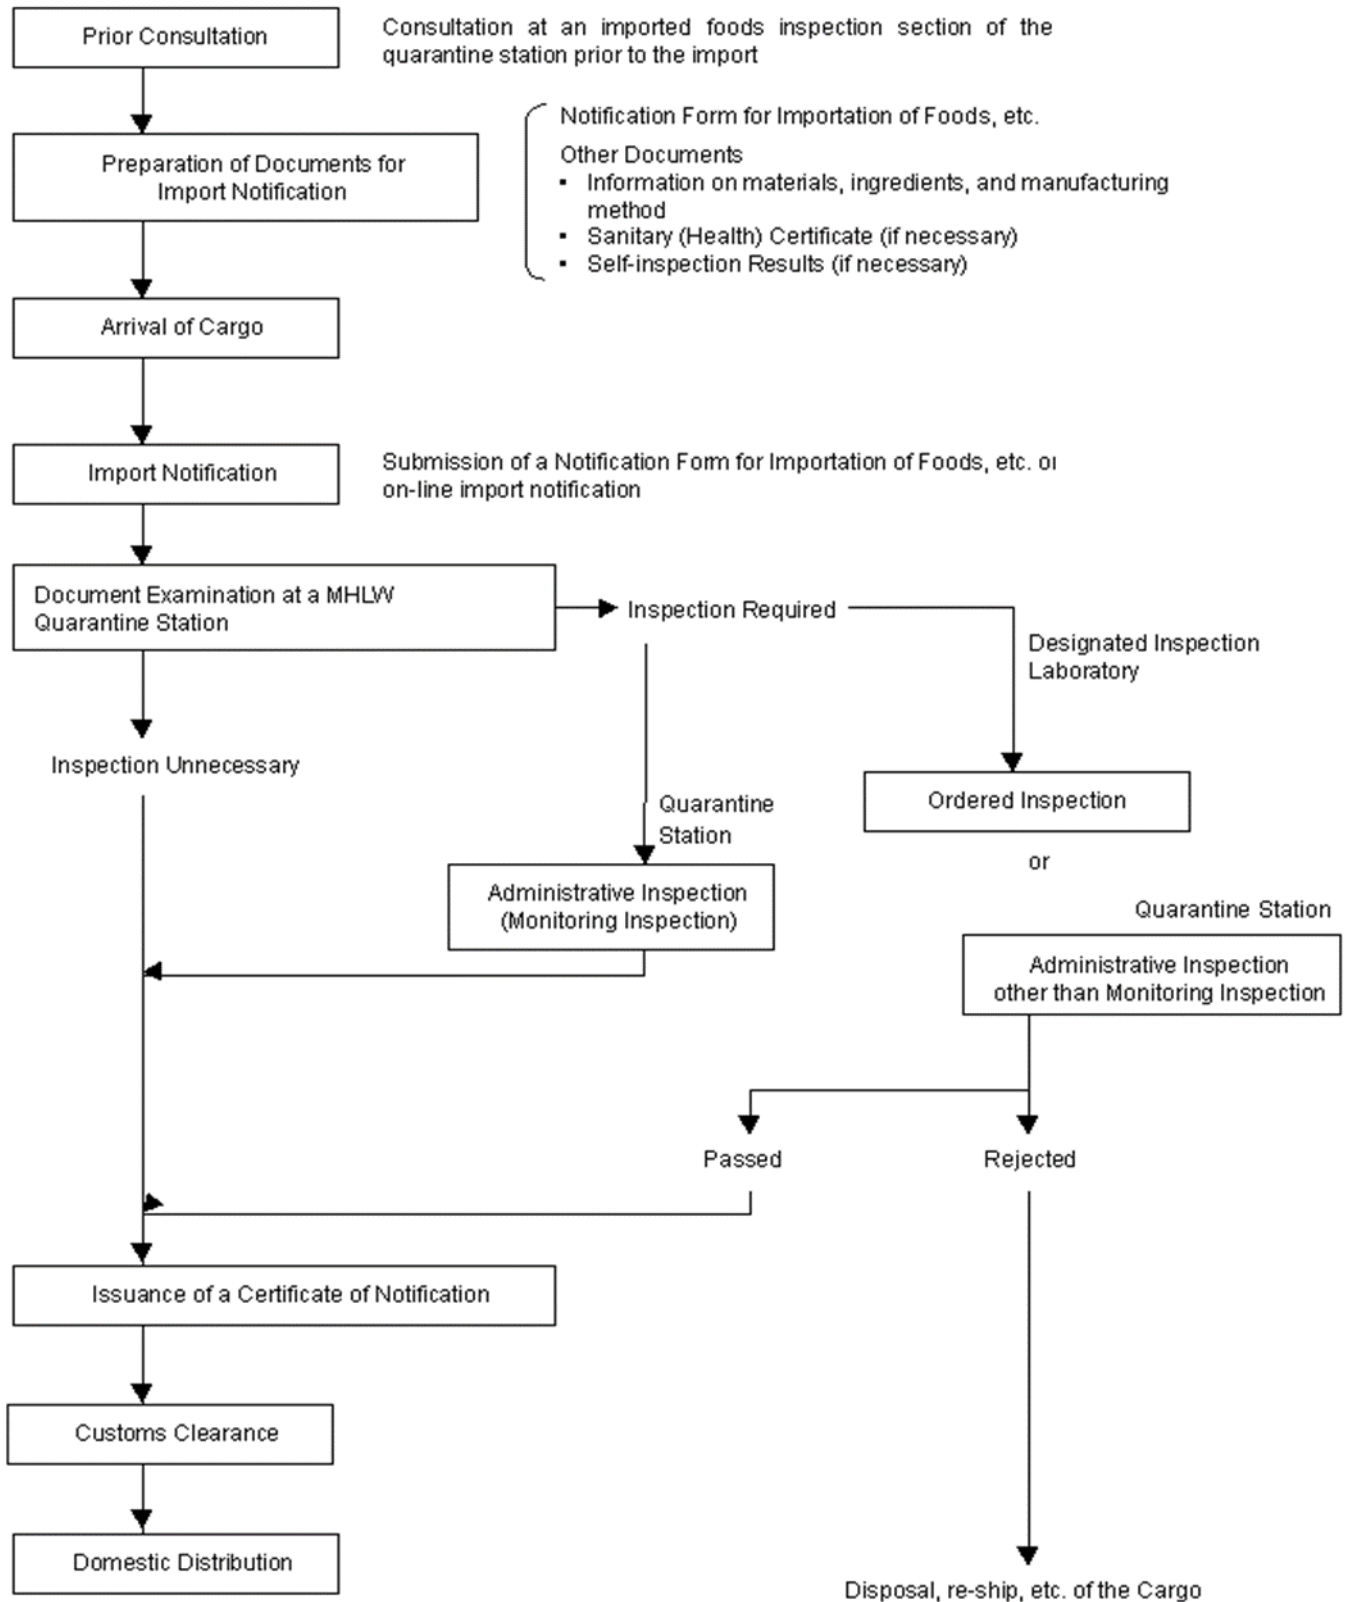 Prior Consultation
Consultation at an imported foods inspection section of the
quarantine station prior to the import
Preparation of Documents for
Import Notification
Notification Form for Importation of Foods, etc.
Other Documents
▪ Information on materials, ingredients, and manufacturing
method
▪ Sanitary (Health) Certificate (if necessary)
▪ Self-inspection Results (if necessary)
Arrival of Cargo
Import Notification
Submission of a Notification Form for Importation of Foods, etc. or
on-line import notification
Document Examination at a MHLW
Quarantine Station
Inspection Required
Designated Inspection
Laboratory
Inspection Unnecessary
Quarantine
Station
Ordered Inspection
or
Administrative Inspection
(Monitoring Inspection)
Quarantine Station
Administrative Inspection
other than Monitoring Inspection
Passed
Rejected
Issuance of a Certificate of Notification
Customs Clearance
Domestic Distribution
Disposal, re-ship, etc. of the Cargo